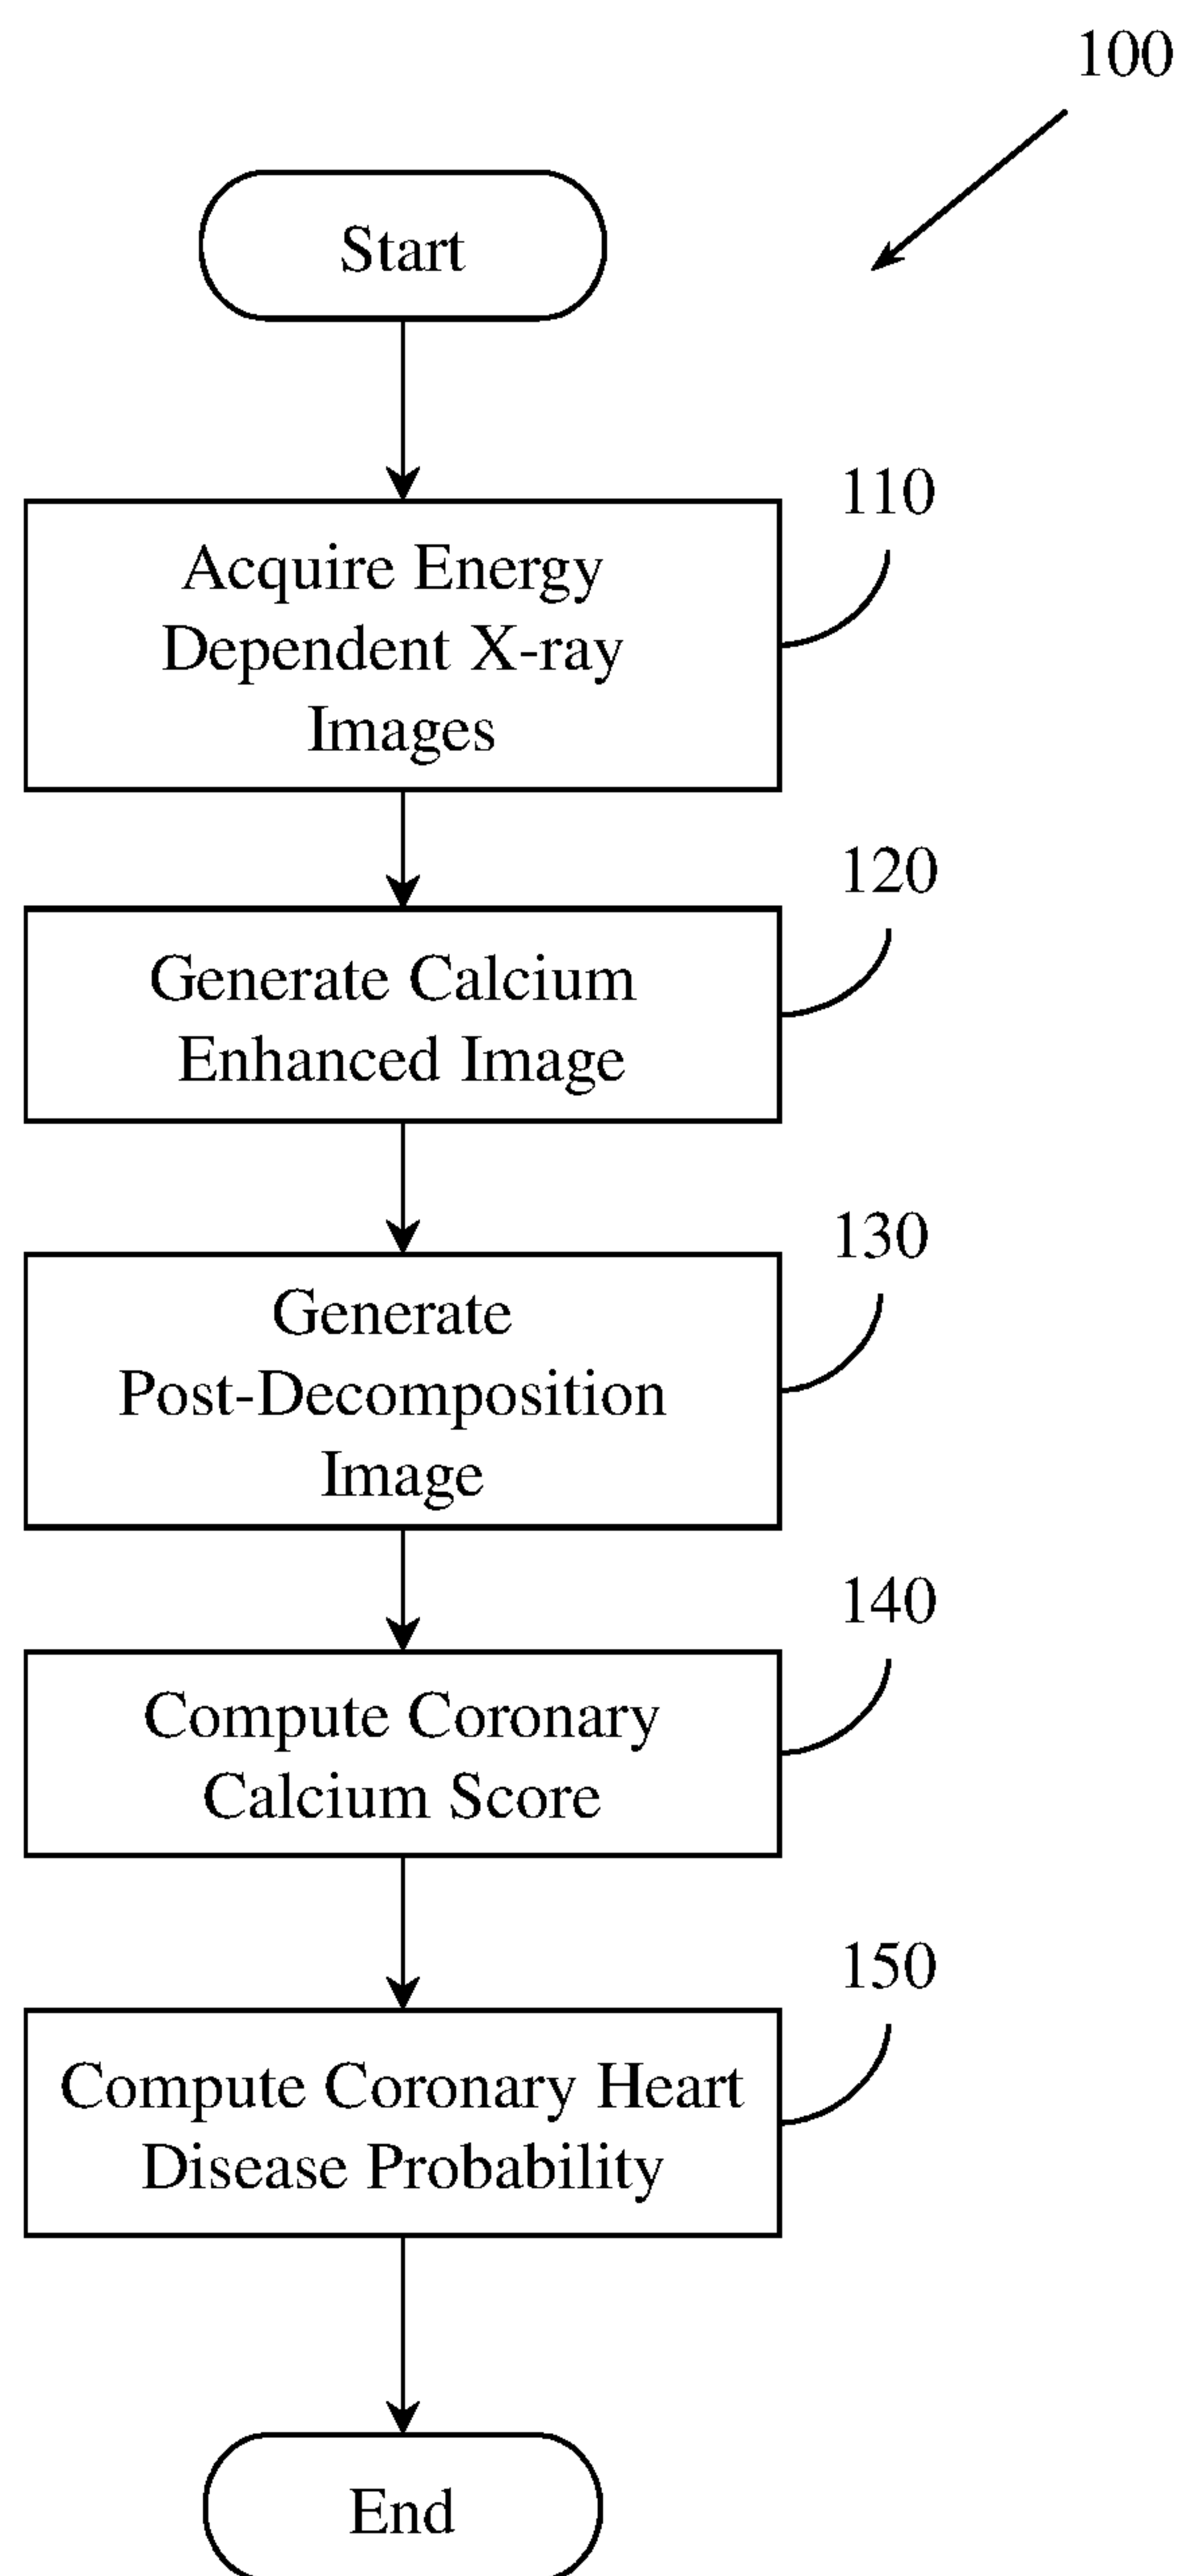 100
Start
110
Acquire Energy
Dependent X-ray
Images
120
Generate Calcium
Enhanced Image
130
Generate
Post-Decomposition
Image
140
Compute Coronary
Calcium Score
150
Compute Coronary Heart
Disease Probability
End